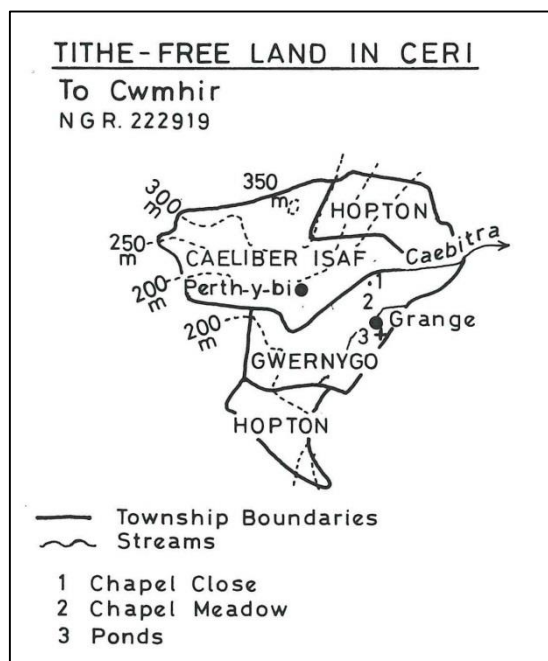 TITHE-FREE LAND IN CERI
To Cwmhir
NGR. 222919
350
m
300
m
HOPTON
250
m
CAELIBER ISAF
Caebitra
200
m
Perth-y-bi
1
2
200
m
Grange
3
GWERNYGO
HOPTON
Township Boundaries
Streams
1 Chapel Close
2 Chapel Meadow
3 Ponds